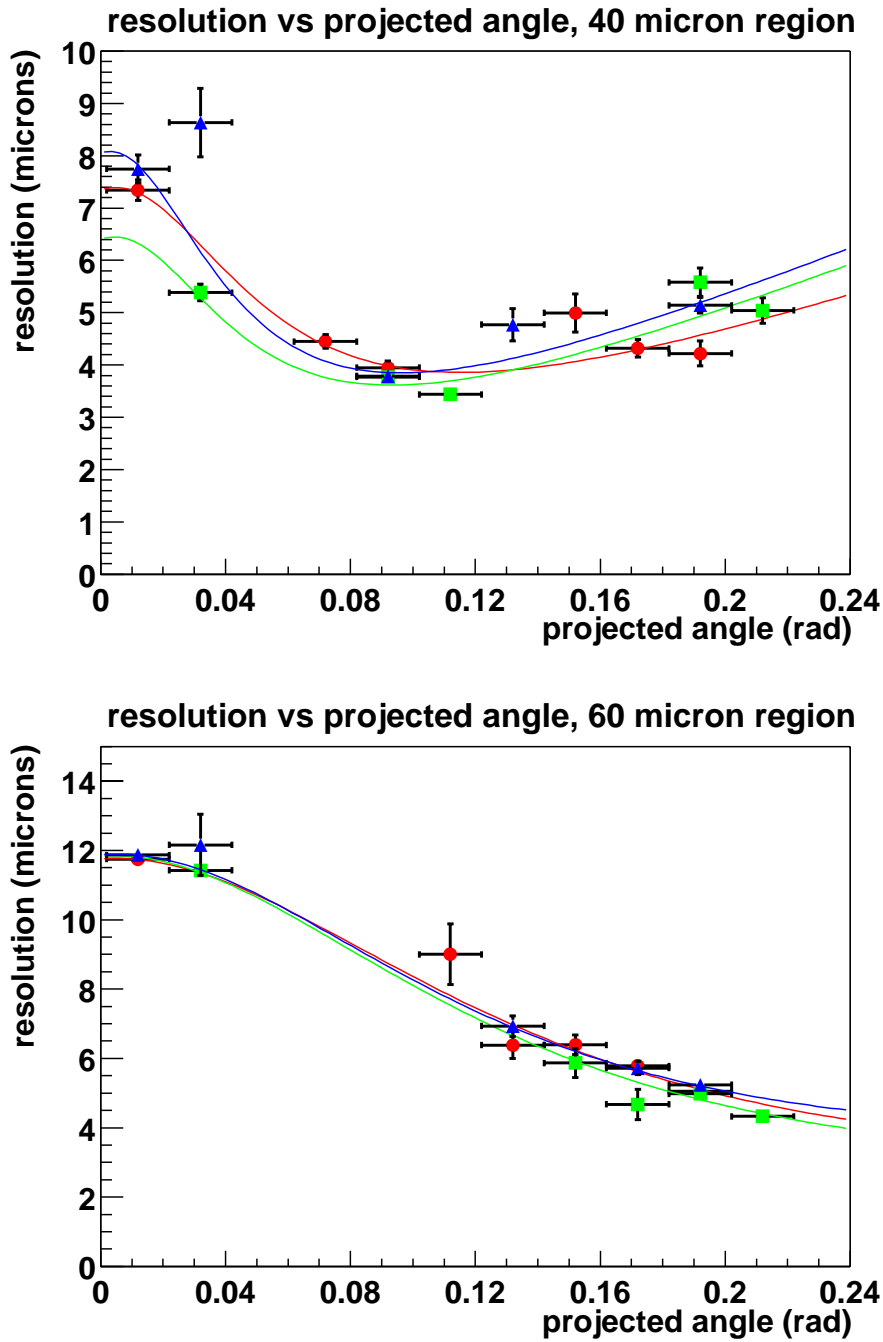 resolution vs projected angle, 40 micron region
resolution (microns)
10
9
8
7
6
5
4
3
2
1
0
0 0.04 0.08 0.12 0.16 0.2 0.24
projected angle (rad)
resolution vs projected angle, 60 micron region
resolution (microns)
14
12
10
8
6
4
2
0
0 0.04 0.08 0.12 0.16 0.2 0.24
projected angle (rad)